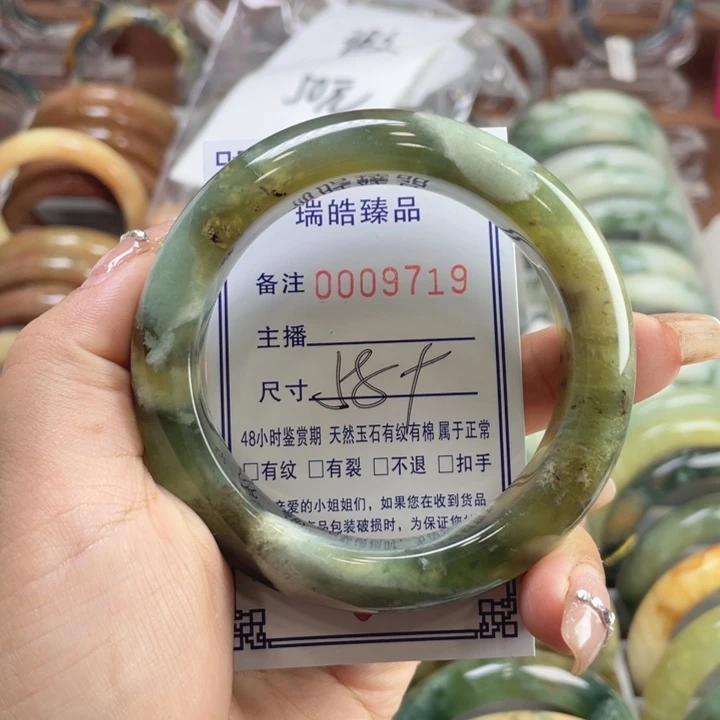 瑞皓臻品
备注 0009719
主播
尺寸 58+
48小时鉴赏期 天然玉石有纹有棉 属于正常
□有纹 □有裂 □不退 □扣手
亲爱的小姐姐们，如果您在收到货品
品包装破损时，为保证您